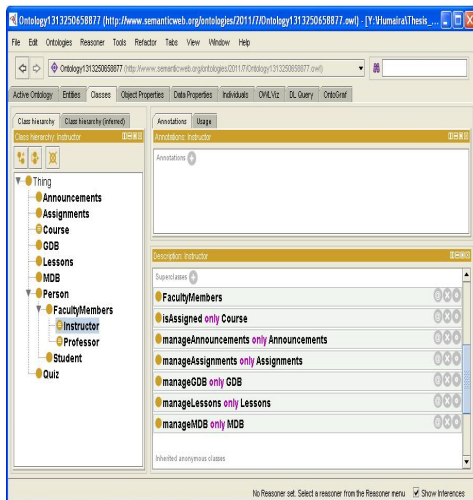 Ontology1313250658877 (http://www.semanticweb.org/ontologies/2011/7/Ontology1313250658877.owl) - [Y:\Humaira\Thesis_...
File Edit Ontologies Reasoner Tools Refactor Tabs View Window Help
Ontology1313250658877 (http://www.semanticweb.org/ontologies/2011/7/Ontology1313250658877.owl)
Active Ontology Entities Classes Object Properties Data Properties Individuals OWLViz DL Query OntoGraf
Class hierarchy Class hierarchy (inferred)
Class hierarchy: Instructor
Thing
Announcements
Assignments
Course
GDB
Lessons
MDB
Person
FacultyMembers
Instructor
Professor
Student
Quiz
Annotations Usage
Annotations: Instructor
Annotations
Description: Instructor
Superclasses
FacultyMembers
isAssigned only Course
manageAnnouncements only Announcements
manageAssignments only Assignments
manageGDB only GDB
manageLessons only Lessons
manageMDB only MDB
Inherited anonymous classes
No Reasoner set. Select a reasoner from the Reasoner menu Show Inferences